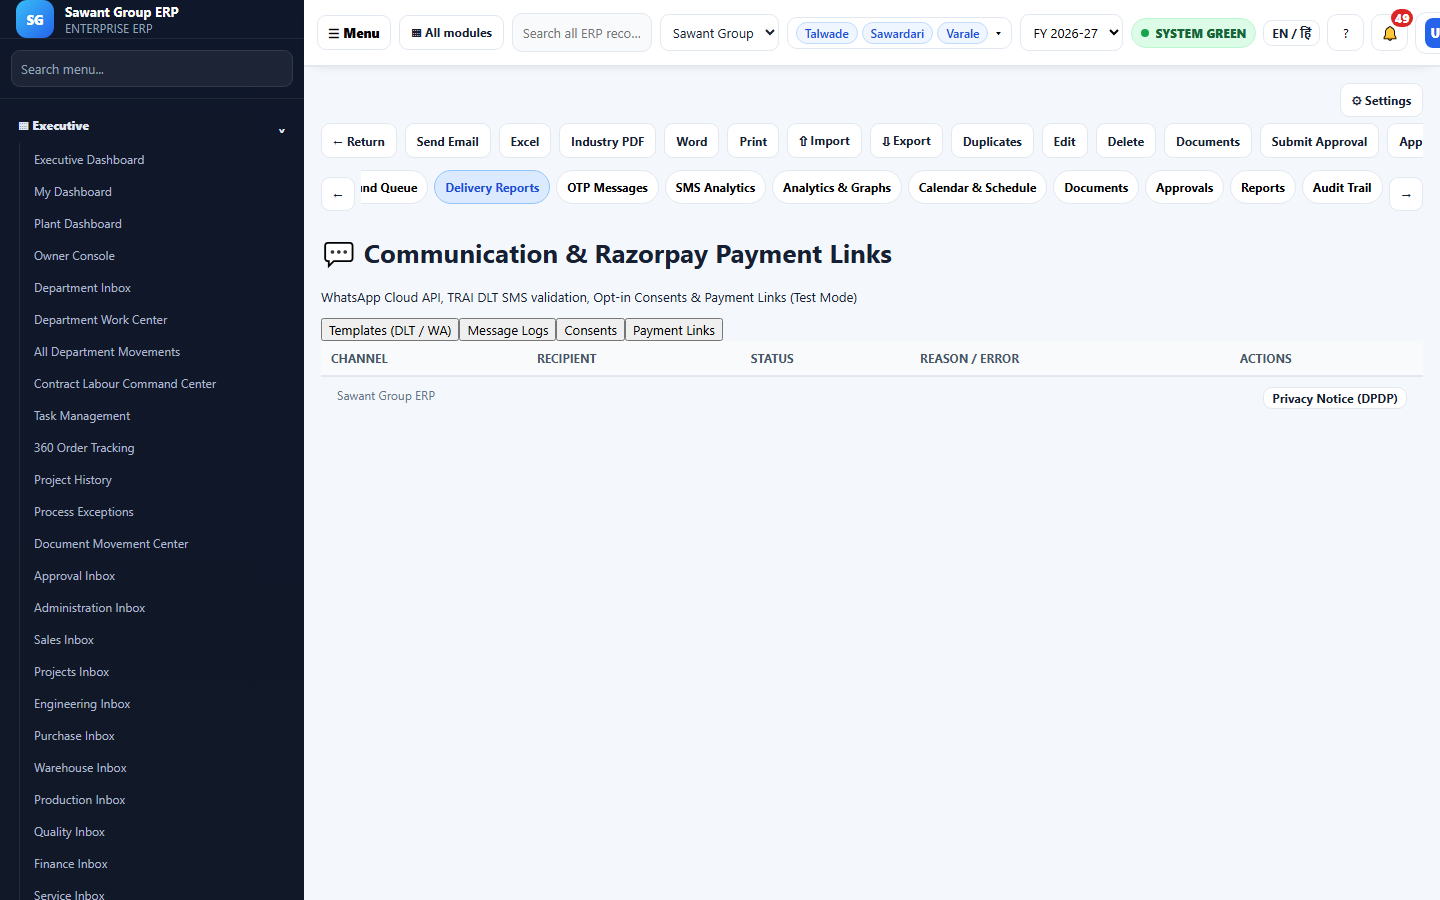 SG
Sawant Group ERP
ENTERPRISE ERP
Search menu...
Executive
Executive Dashboard
My Dashboard
Plant Dashboard
Owner Console
Department Inbox
Department Work Center
All Department Movements
Contract Labour Command Center
Task Management
360 Order Tracking
Project History
Process Exceptions
Document Movement Center
Approval Inbox
Administration Inbox
Sales Inbox
Projects Inbox
Engineering Inbox
Purchase Inbox
Warehouse Inbox
Production Inbox
Quality Inbox
Finance Inbox
Service Inbox
☰ Menu All modules Search all ERP reco... Sawant Group Talwade Sawardari Varale FY 2026-27 SYSTEM GREEN EN / हिं ? 49 U
⚙ Settings
← Return Send Email Excel Industry PDF Word Print ⇧ Import ⇩ Export Duplicates Edit Delete Documents Submit Approval App
← und Queue Delivery Reports OTP Messages SMS Analytics Analytics & Graphs Calendar & Schedule Documents Approvals Reports Audit Trail →
Communication & Razorpay Payment Links
WhatsApp Cloud API, TRAI DLT SMS validation, Opt-in Consents & Payment Links (Test Mode)
Templates (DLT / WA) Message Logs Consents Payment Links
CHANNEL RECIPIENT STATUS REASON / ERROR ACTIONS
Sawant Group ERP Privacy Notice (DPDP)